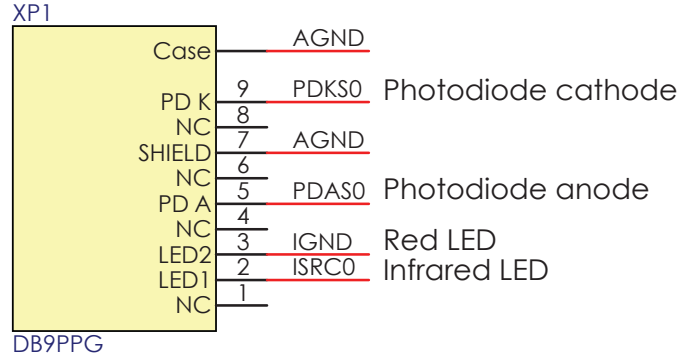 XP1
Case AGND
PD K 9 PDKS0 Photodiode cathode
NC 8
SHIELD 7 AGND
NC 6
PD A 5 PDAS0 Photodiode anode
NC 4
LED2 3 IGND Red LED
LED1 2 ISRC0 Infrared LED
NC 1
DB9PPG